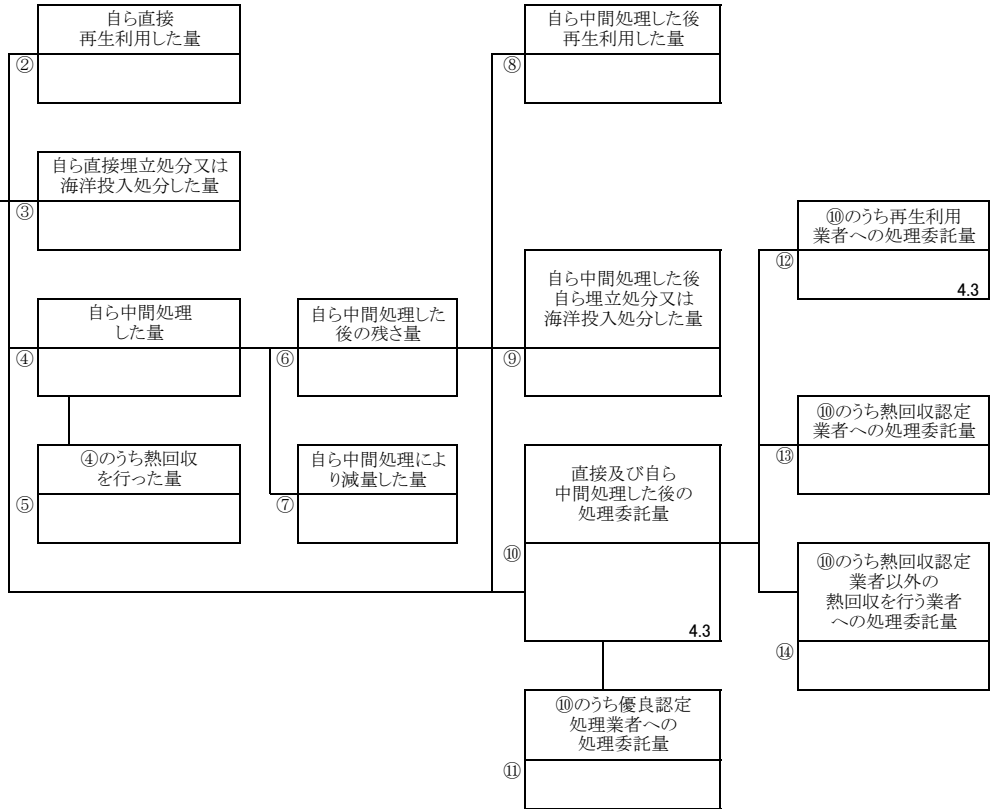 自ら直接
再生利用した量
②
自ら中間処理した後
再生利用した量
⑧
自ら直接埋立処分又は
海洋投入処分した量
③
⑩のうち再生利用
業者への処理委託量
⑫
4.3
自ら中間処理
した量
④
自ら中間処理した
後の残さ量
⑥
自ら中間処理した後
自ら埋立処分又は
海洋投入処分した量
⑨
⑩のうち熱回収認定
業者への処理委託量
⑬
④のうち熱回収
を行った量
⑤
自ら中間処理によ
り減量した量
⑦
直接及び自ら
中間処理した後の
処理委託量
⑩
4.3
⑩のうち熱回収認定
業者以外の
熱回収を行う業者
への処理委託量
⑭
⑩のうち優良認定
処理業者への
処理委託量
⑪